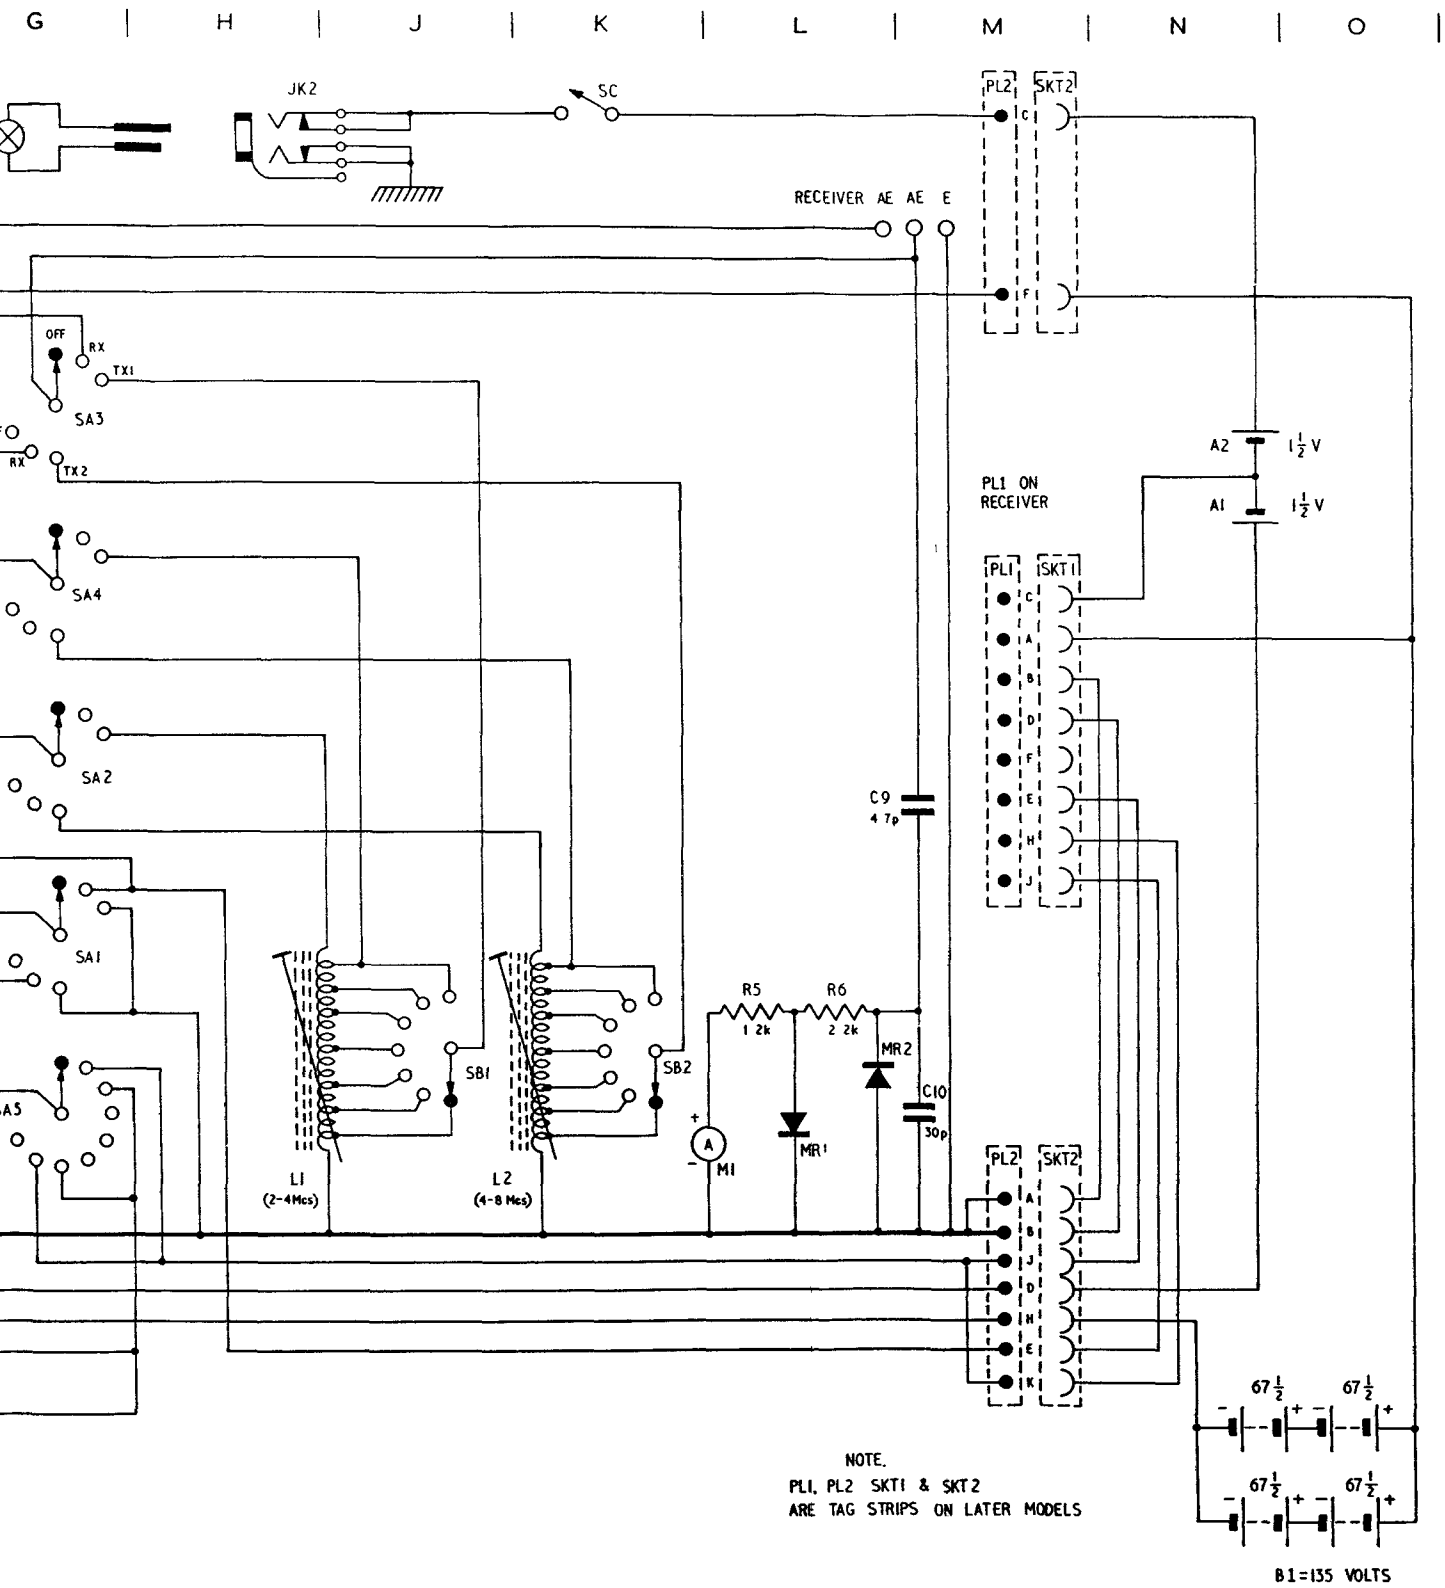 G | H | J | K | L | M | N | O |
JK2
SC
PL2 SKT2
C
RECEIVER AE AE E
F
OFF
RX
TX1
SA3
RX
TX2
A2 1½ V
A1 1½ V
PL1 ON
RECEIVER
PL1 SKT1
C
A
B
D
F
E
H
J
SA4
SA2
C9
4 7p
SA1
R5 R6
1 2k 2 2k
MR2
SB1
SB2
C10
30p
A5
+
A
-
M1
MR1
L1
(2-4Mcs)
L2
(4-8 Mcs)
PL2 SKT2
A
B
J
D
H
E
K
67½ 67½
- + - +
67½ 67½
- + - +
B1=135 VOLTS
NOTE.
PL1, PL2 SKT1 & SKT2
ARE TAG STRIPS ON LATER MODELS